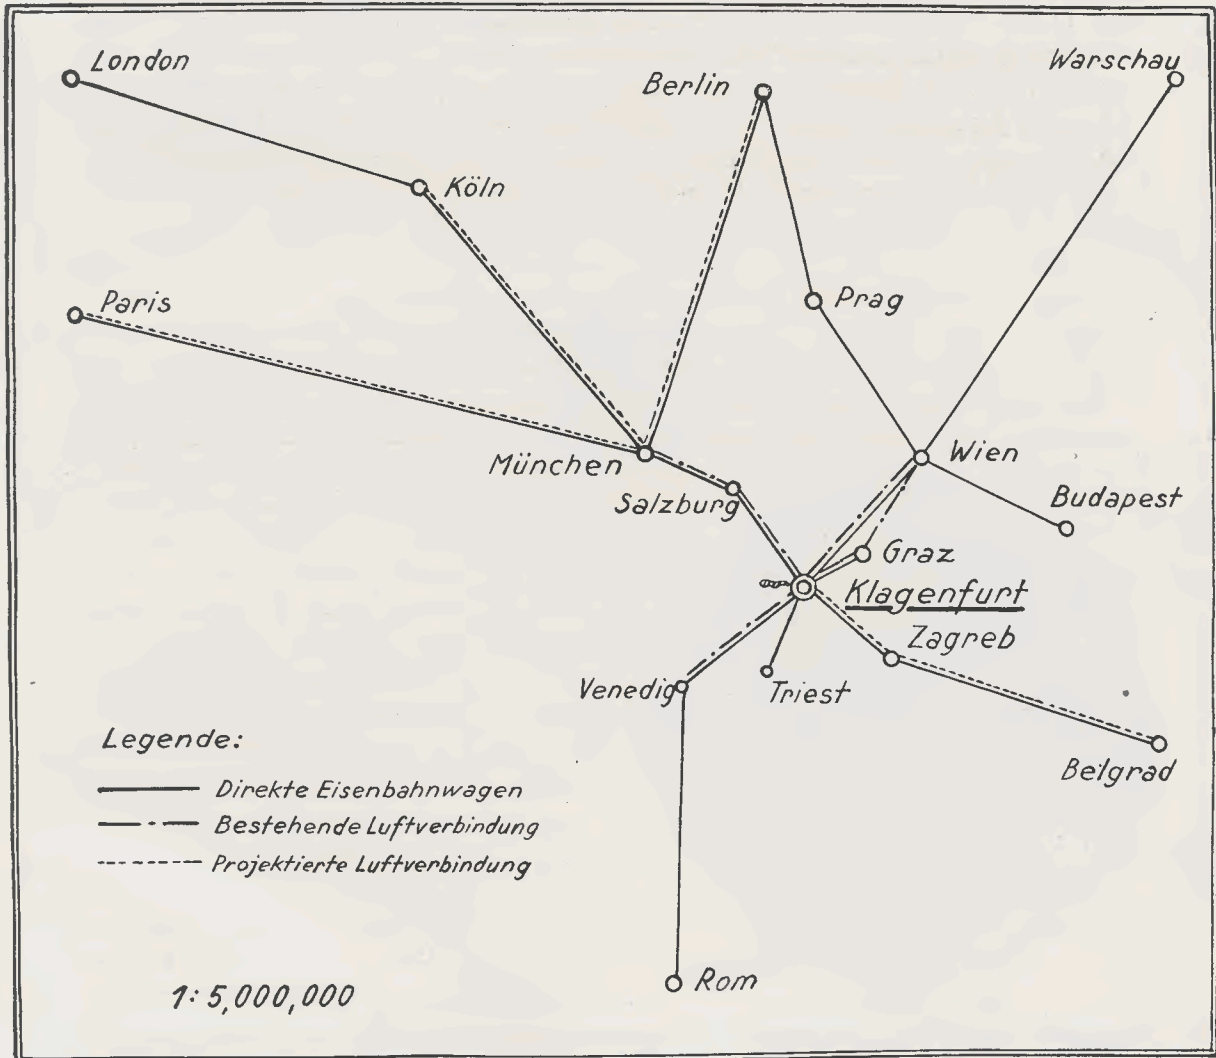 London
Berlin
Warschau
Köln
Paris
Prag
München
Wien
Salzburg
Budapest
Graz
Klagenfurt
Zagreb
Venedig
Triest
Belgrad
Legende:
Direkte Eisenbahnwagen
Bestehende Luftverbindung
Projektierte Luftverbindung
1:5,000,000
Rom